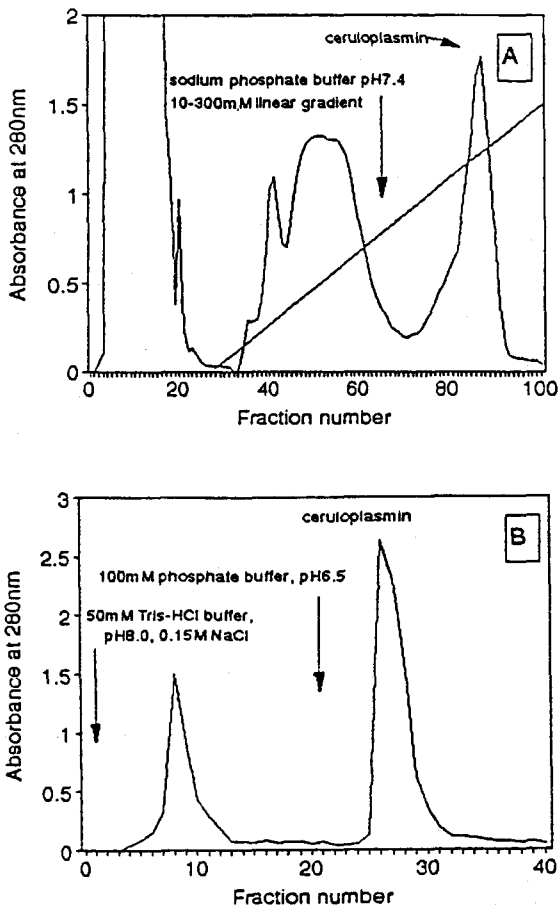 A
ceruloplasmin
sodium phosphate buffer pH7.4
10-300m,M linear gradient
Absorbance at 280nm
2
1.5
1
0.5
0
0 20 40 60 80 100
Fraction number
B
ceruloplasmin
100mM phosphate buffer, pH6.5
50mM Tris-HCl buffer,
pH8.0, 0.15M NaCl
Absorbance at 280nm
3
2.5
2
1.5
1
0.5
0
0 10 20 30 40
Fraction number